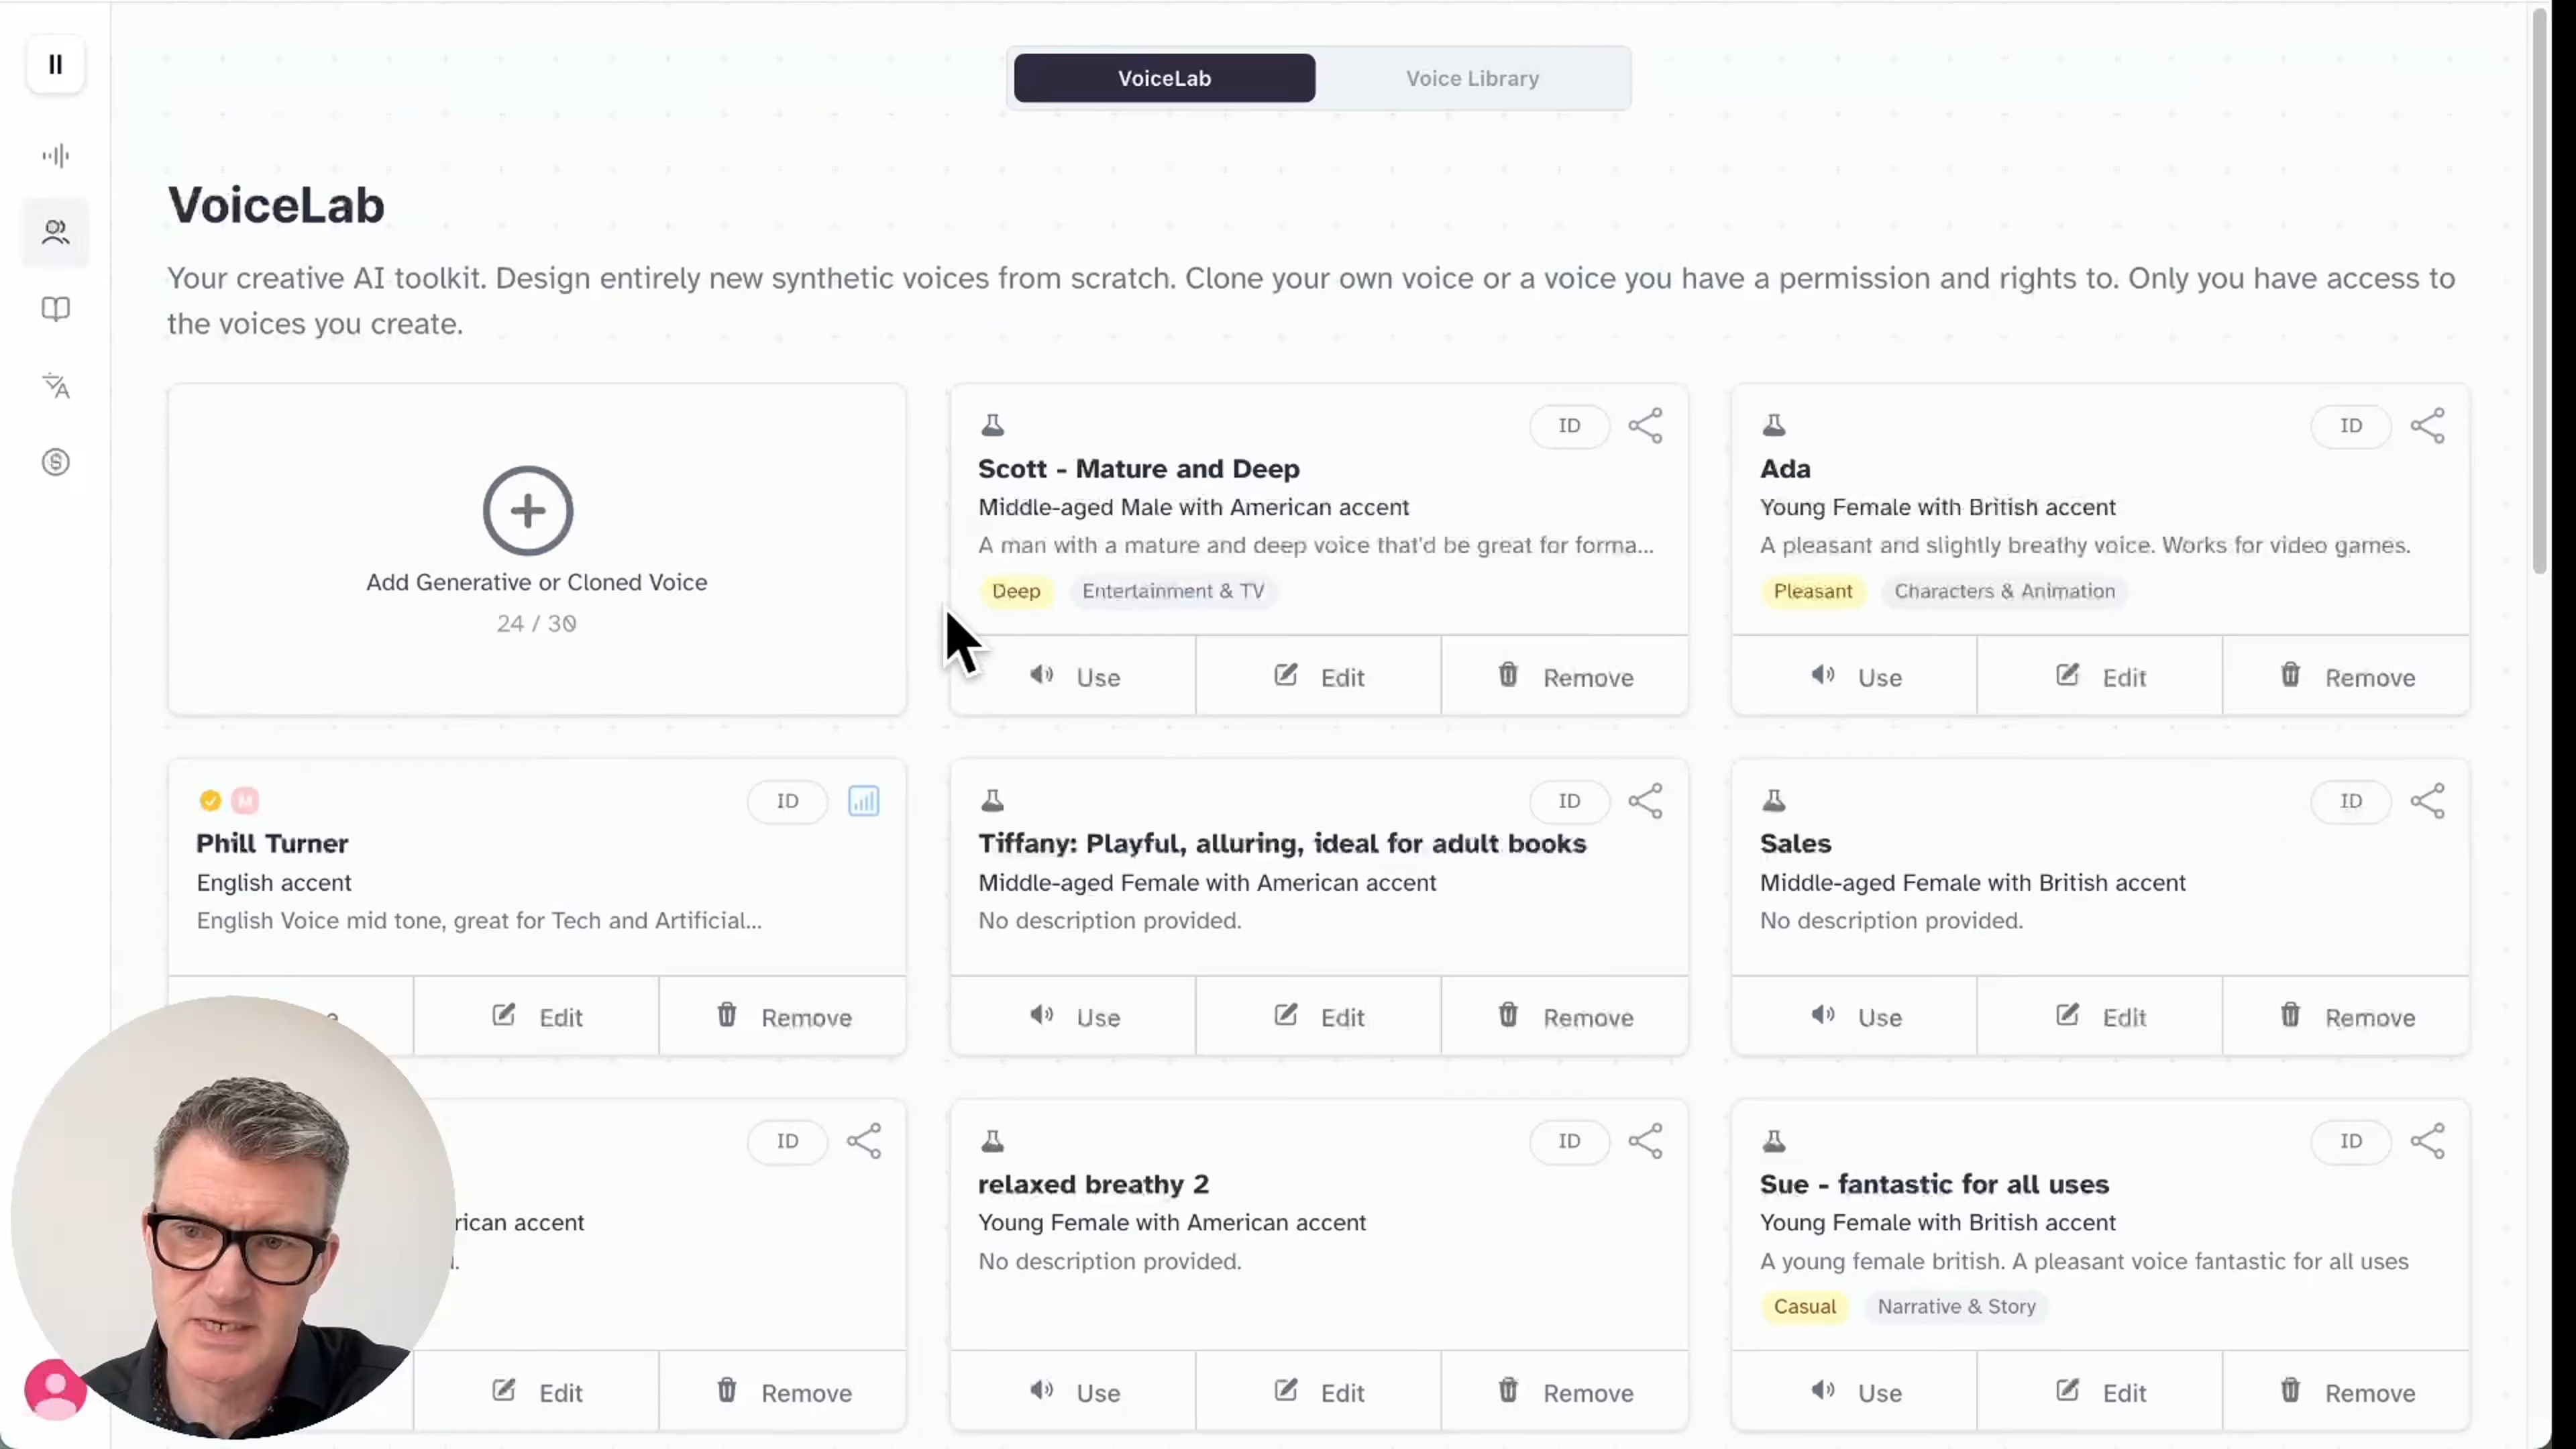 VoiceLab
Voice Library
VoiceLab
Your creative AI toolkit. Design entirely new synthetic voices from scratch. Clone your own voice or a voice you have a permission and rights to. Only you have access to
the voices you create.
Add Generative or Cloned Voice
24 / 30
ID
Scott - Mature and Deep
Middle-aged Male with American accent
A man with a mature and deep voice that'd be great for forma...
Deep Entertainment & TV
Use Edit Remove
ID
Ada
Young Female with British accent
A pleasant and slightly breathy voice. Works for video games.
Pleasant Characters & Animation
Use Edit Remove
M ID
Phill Turner
English accent
English Voice mid tone, great for Tech and Artificial...
Edit Remove
ID
Tiffany: Playful, alluring, ideal for adult books
Middle-aged Female with American accent
No description provided.
Use Edit Remove
ID
Sales
Middle-aged Female with British accent
No description provided.
Use Edit Remove
ID
rican accent
Edit Remove
ID
relaxed breathy 2
Young Female with American accent
No description provided.
Use Edit Remove
ID
Sue - fantastic for all uses
Young Female with British accent
A young female british. A pleasant voice fantastic for all uses
Casual Narrative & Story
Use Edit Remove